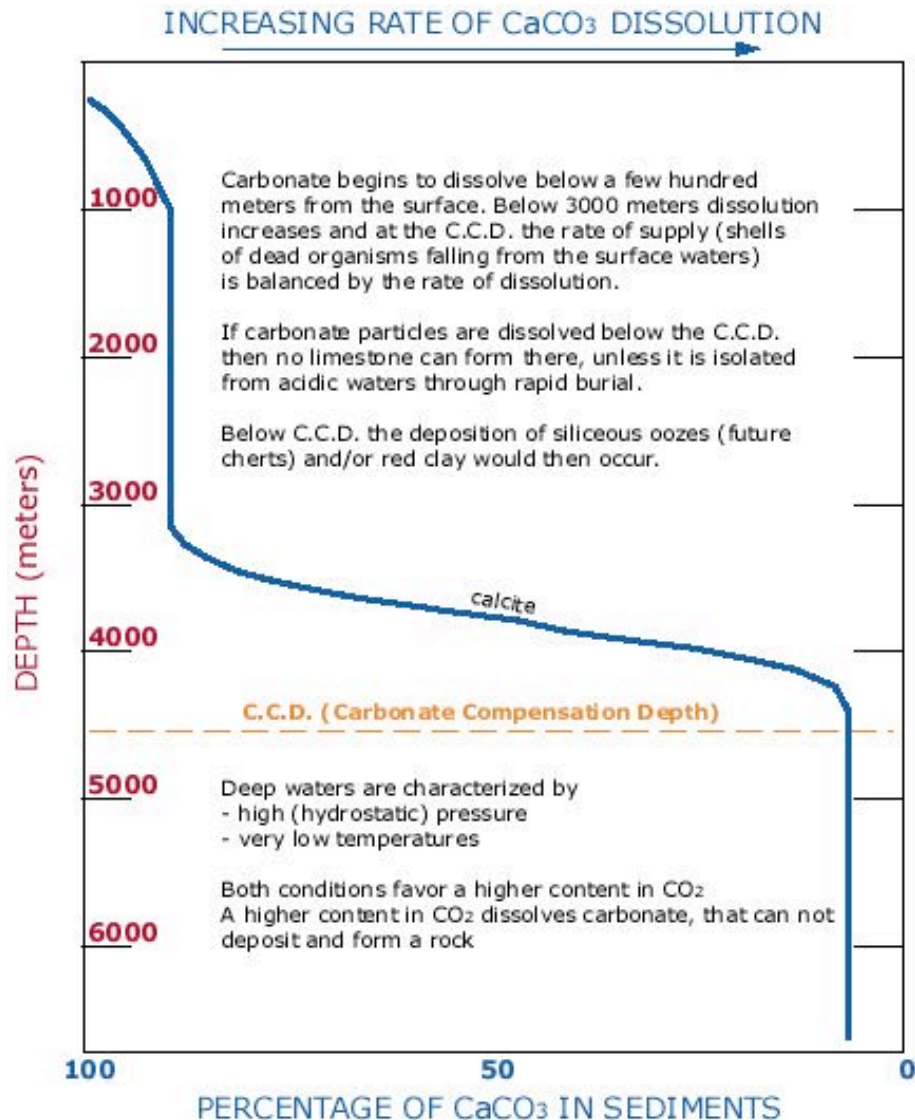 INCREASING RATE OF CaCO₃ DISSOLUTION
Carbonate begins to dissolve below a few hundred
meters from the surface. Below 3000 meters dissolution
increases and at the C.C.D. the rate of supply (shells
of dead organisms falling from the surface waters)
is balanced by the rate of dissolution.
If carbonate particles are dissolved below the C.C.D.
then no limestone can form there, unless it is isolated
from acidic waters through rapid burial.
Below C.C.D. the deposition of siliceous oozes (future
cherts) and/or red clay would then occur.
DEPTH (meters)
1000
2000
3000
4000
5000
6000
calcite
C.C.D. (Carbonate Compensation Depth)
Deep waters are characterized by
- high (hydrostatic) pressure
- very low temperatures
Both conditions favor a higher content in CO₂
A higher content in CO₂ dissolves carbonate, that can not
deposit and form a rock
100
50
0
PERCENTAGE OF CaCO₃ IN SEDIMENTS